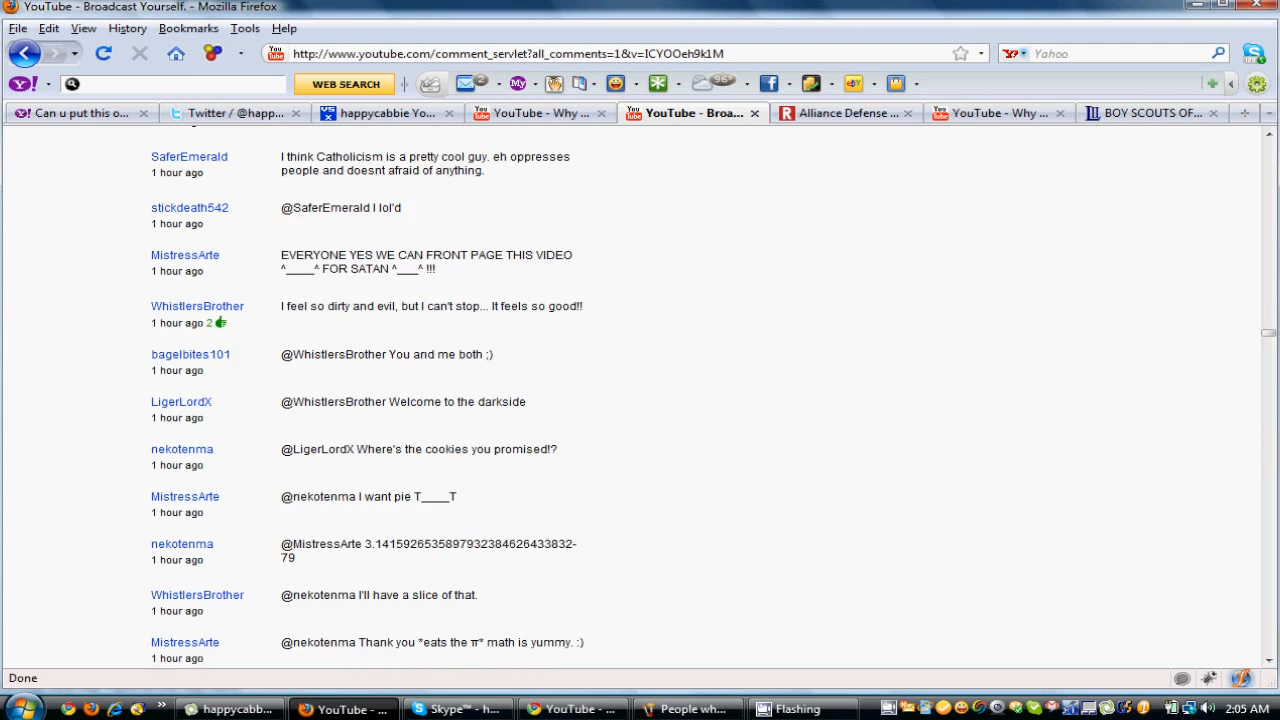 YouTube - Broadcast Yourself. - Mozilla Firefox
File Edit View History Bookmarks Tools Help
You Tube http://www.youtube.com/comment_servlet?all_comments=1&v=ICYOOeh9k1M Yahoo
Y! WEB SEARCH 2 My 96° eBY
Can u put this o... Twitter / @happ... happycabbie Yo... YouTube - Why ... YouTube - Broa... Alliance Defense ... YouTube - Why ... BOY SCOUTS OF...
SaferEmerald I think Catholicism is a pretty cool guy. eh oppresses
1 hour ago people and doesnt afraid of anything.
stickdeath542 @SaferEmerald I lol'd
1 hour ago
MistressArte EVERYONE YES WE CAN FRONT PAGE THIS VIDEO
1 hour ago ^_____^ FOR SATAN ^___^ !!!
WhistlersBrother I feel so dirty and evil, but I can't stop... It feels so good!!
1 hour ago 2
bagelbites101 @WhistlersBrother You and me both ;)
1 hour ago
LigerLordX @WhistlersBrother Welcome to the darkside
1 hour ago
nekotenma @LigerLordX Where's the cookies you promised!?
1 hour ago
MistressArte @nekotenma I want pie T_____T
1 hour ago
nekotenma @MistressArte 3.1415926535897932384626433832-
1 hour ago 79
WhistlersBrother @nekotenma I'll have a slice of that.
1 hour ago
MistressArte @nekotenma Thank you *eats the π* math is yummy. :)
1 hour ago
Done
» happycabb... YouTube - ... Skype™ - h... YouTube - ... People wh... Flashing 2:05 AM